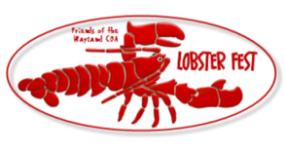 Friends of the
Wayland COA
LOBSTER FEST